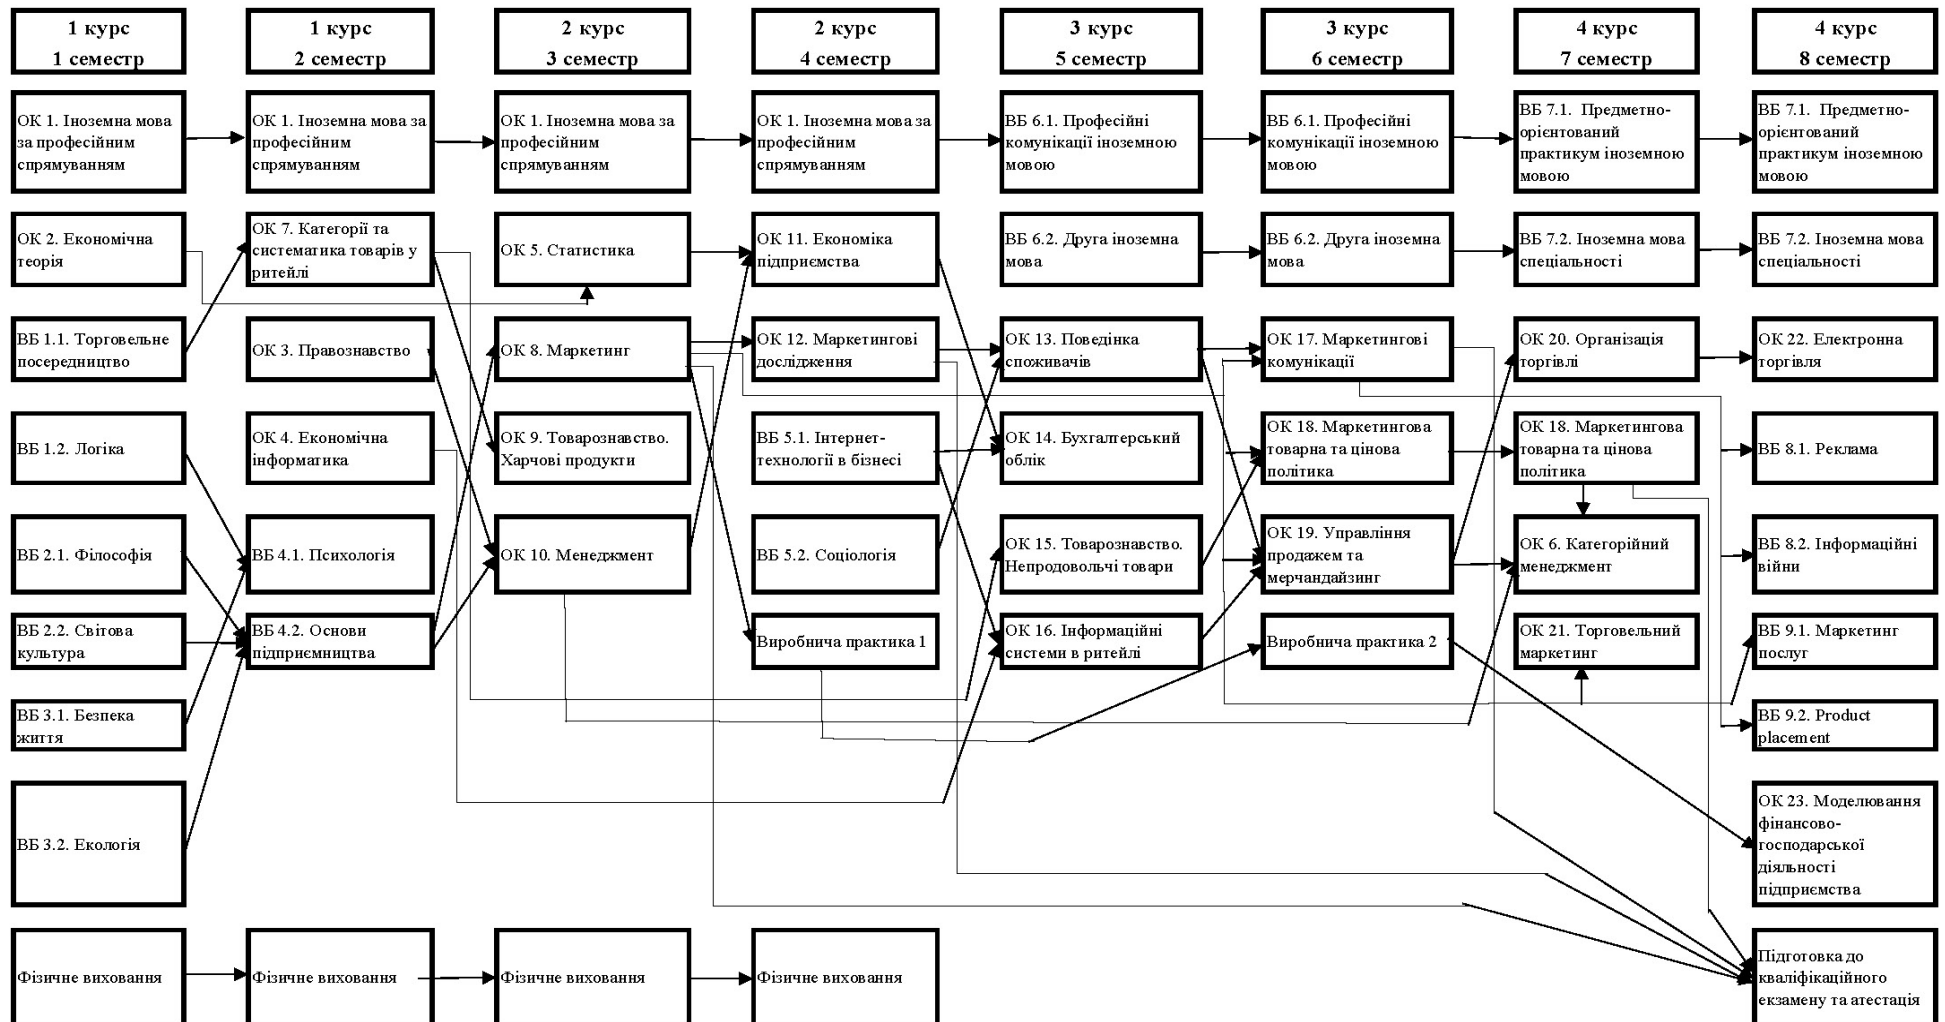 1 курс
1 семестр
1 курс
2 семестр
2 курс
3 семестр
2 курс
4 семестр
3 курс
5 семестр
3 курс
6 семестр
4 курс
7 семестр
4 курс
8 семестр
ОК 1. Іноземна мова
за професійним
спрямуванням
ОК 1. Іноземна мова за
професійним
спрямуванням
ОК 1. Іноземна мова за
професійним
спрямуванням
ОК 1. Іноземна мова за
професійним
спрямуванням
ВБ 6.1. Професійні
комунікації іноземною
мовою
ВБ 6.1. Професійні
комунікації іноземною
мовою
ВБ 7.1. Предметно-
орієнтований
практикум іноземною
мовою
ВБ 7.1. Предметно-
орієнтований
практикум іноземною
мовою
ОК 2. Економічна
теорія
ОК 7. Категорії та
систематика товарів у
ритейлі
ОК 5. Статистика
ОК 11. Економіка
підприємства
ВБ 6.2. Друга іноземна
мова
ВБ 6.2. Друга іноземна
мова
ВБ 7.2. Іноземна мова
спеціальності
ВБ 7.2. Іноземна мова
спеціальності
ВБ 1.1. Торговельне
посередництво
ОК 3. Правознавство
ОК 8. Маркетинг
ОК 12. Маркетингові
дослідження
ОК 13. Поведінка
споживачів
ОК 17. Маркетингові
комунікації
ОК 20. Організація
торгівлі
ОК 22. Електронна
торгівля
ВБ 1.2. Логіка
ОК 4. Економічна
інформатика
ОК 9. Товарознавство.
Харчові продукти
ВБ 5.1. Інтернет-
технології в бізнесі
ОК 14. Бухгалтерський
облік
ОК 18. Маркетингова
товарна та цінова
політика
ОК 18. Маркетингова
товарна та цінова
політика
ВБ 8.1. Реклама
ВБ 2.1. Філософія
ВБ 4.1. Психологія
ОК 10. Менеджмент
ВБ 5.2. Соціологія
ОК 15. Товарознавство.
Непродовольчі товари
ОК 19. Управління
продажем та
мерчандайзинг
ОК 6. Категорійний
менеджмент
ВБ 8.2. Інформаційні
війни
ВБ 2.2. Світова
культура
ВБ 4.2. Основи
підприємництва
Виробнича практика 1
ОК 16. Інформаційні
системи в ритейлі
Виробнича практика 2
ОК 21. Торговельний
маркетинг
ВБ 9.1. Маркетинг
послуг
ВБ 3.1. Безпека
життя
ВБ 9.2. Product
placement
ВБ 3.2. Екологія
ОК 23. Моделювання
фінансово-
господарської
діяльності
підприємства
Фізичне виховання
Фізичне виховання
Фізичне виховання
Фізичне виховання
Підготовка до
кваліфікаційного
екзамену та атестація